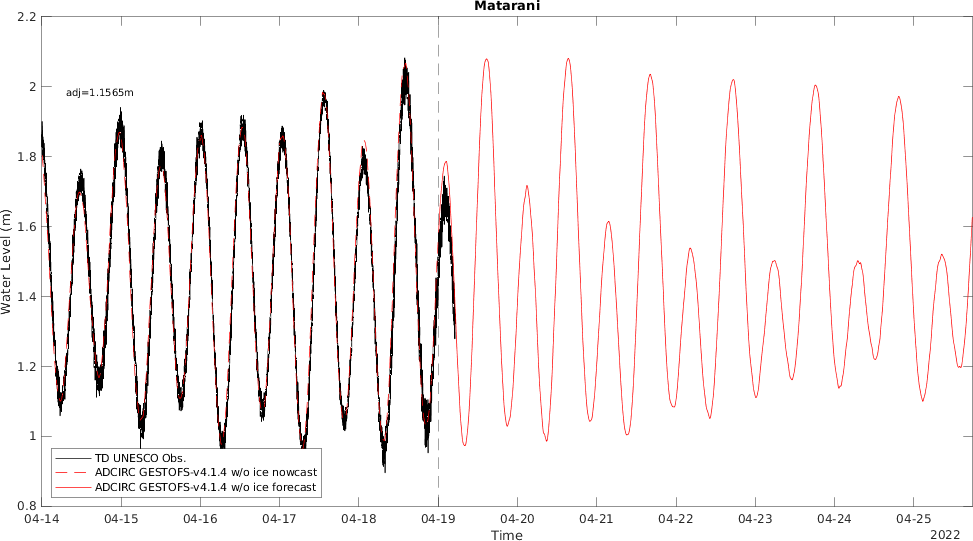 Matarani
2.2
2
1.8
1.6
1.4
1.2
1
0.8
Water Level (m)
adj=1.1565m
TD UNESCO Obs.
ADCIRC GESTOFS-v4.1.4 w/o ice nowcast
ADCIRC GESTOFS-v4.1.4 w/o ice forecast
04-14 04-15 04-16 04-17 04-18 04-19 04-20 04-21 04-22 04-23 04-24 04-25
Time
2022